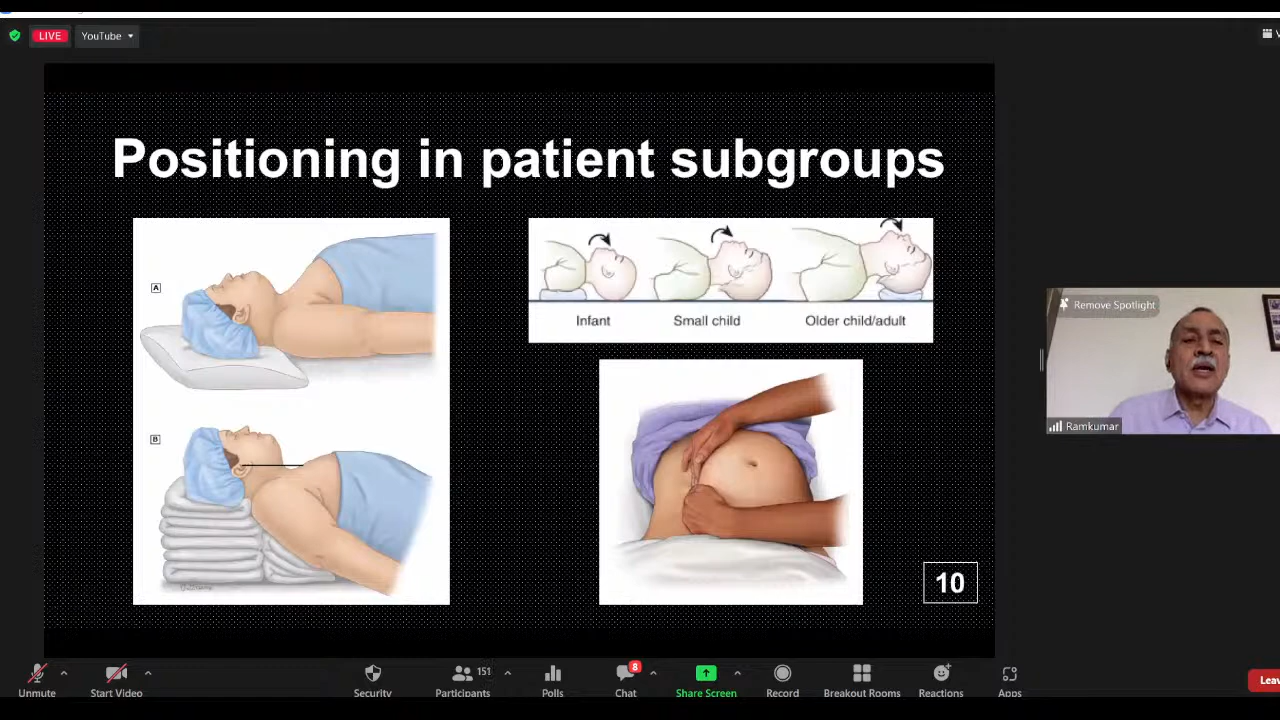 LIVE
YouTube
Positioning in patient subgroups
A
B
Infant
Small child
Older child/adult
10
Remove Spotlight
Ramkumar
Unmute
Start Video
Security
151
Participants
Polls
8
Chat
Share Screen
Record
Breakout Rooms
Reactions
Apps